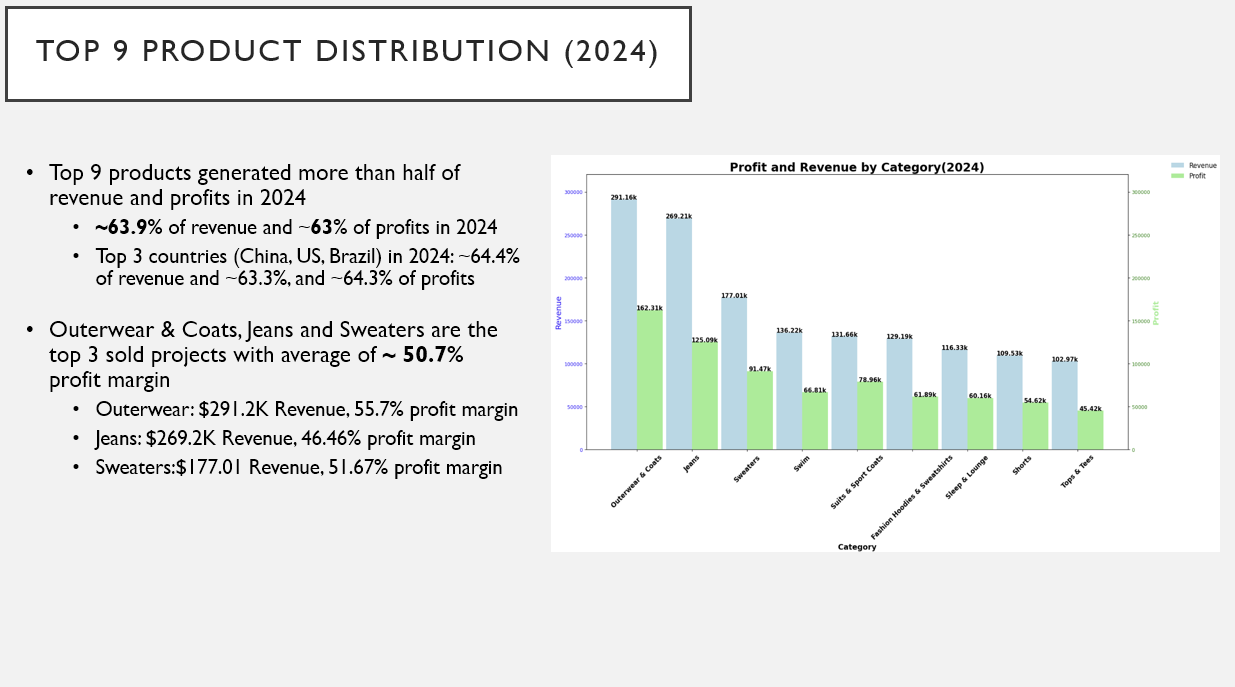 TOP 9 PRODUCT DISTRIBUTION (2024)
• Top 9 products generated more than half of
revenue and profits in 2024
• ~63.9% of revenue and ~63% of profits in 2024
• Top 3 countries (China, US, Brazil) in 2024: ~64.4%
of revenue and ~63.3%, and ~64.3% of profits
• Outerwear & Coats, Jeans and Sweaters are the
top 3 sold projects with average of ~ 50.7%
profit margin
• Outerwear: $291.2K Revenue, 55.7% profit margin
• Jeans: $269.2K Revenue, 46.46% profit margin
• Sweaters:$177.01 Revenue, 51.67% profit margin
Profit and Revenue by Category(2024)
Revenue
Profit
300000
250000
200000
150000
100000
50000
0
Revenue
291.16k
162.31k
269.21k
125.09k
177.01k
91.47k
136.22k
66.81k
131.66k
78.96k
129.19k
61.89k
116.33k
60.16k
109.53k
54.62k
102.97k
45.42k
300000
250000
200000
150000
100000
50000
0
Profit
Outerwear & Coats
Jeans
Sweaters
Swim
Suits & Sport Coats
Fashion Hoodies & Sweatshirts
Sleep & Lounge
Shorts
Tops & Tees
Category